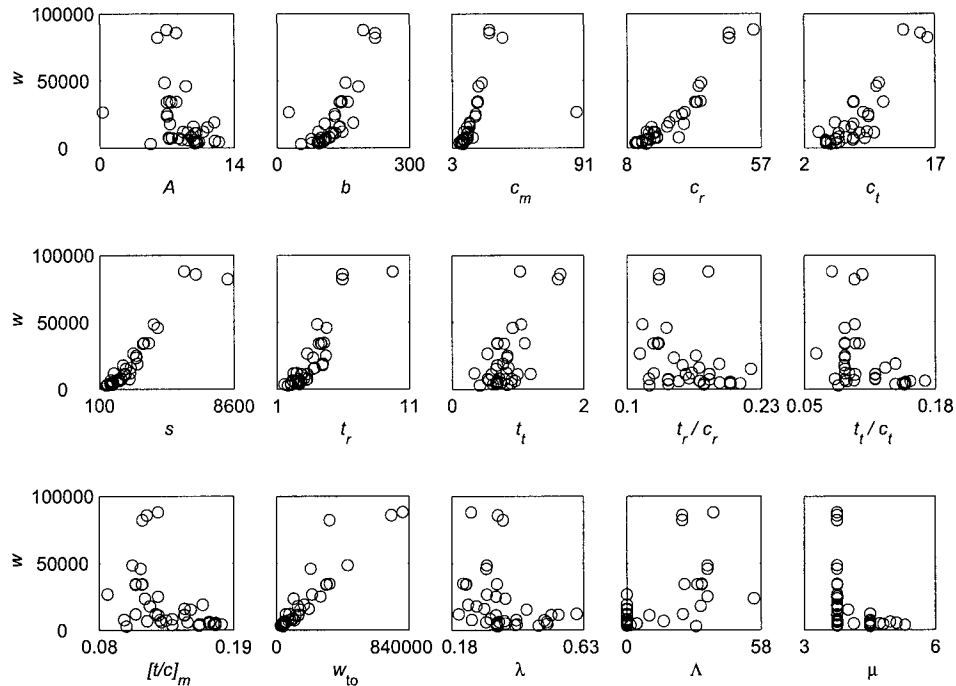 100000
w
50000
0
0 14 0 300 3 91 8 57 2 17
A b c_m c_r c_t
100000
w
50000
0
100 8600 1 11 0 2 0.1 0.23 0.05 0.18
s t_r t_t t_r / c_r t_t / c_t
100000
w
50000
0
0.08 0.19 0 840000 0.18 0.63 0 58 3 6
[t/c]_m w_to λ Λ μ